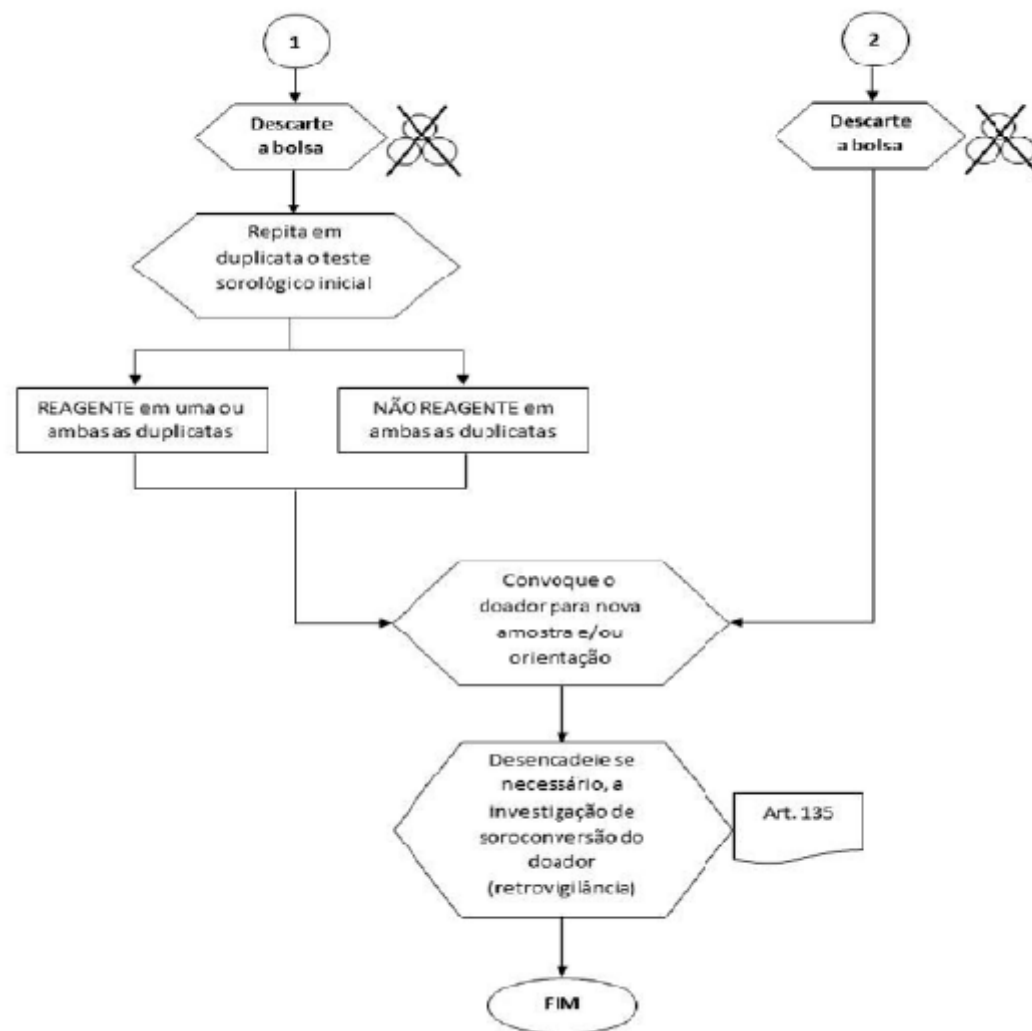 1
2
Descarte
a bolsa
Descarte
a bolsa
Repita em
duplicata o teste
sorológico inicial
REAGENTE em uma ou
ambas as duplicatas
NÃO REAGENTE em
ambas as duplicatas
Convoque o
doador para nova
amostra e/ou
orientação
Desencadeie se
necessário, a
investigação de
soroconversão do
doador
(retrovigilância)
Art. 135
FIM